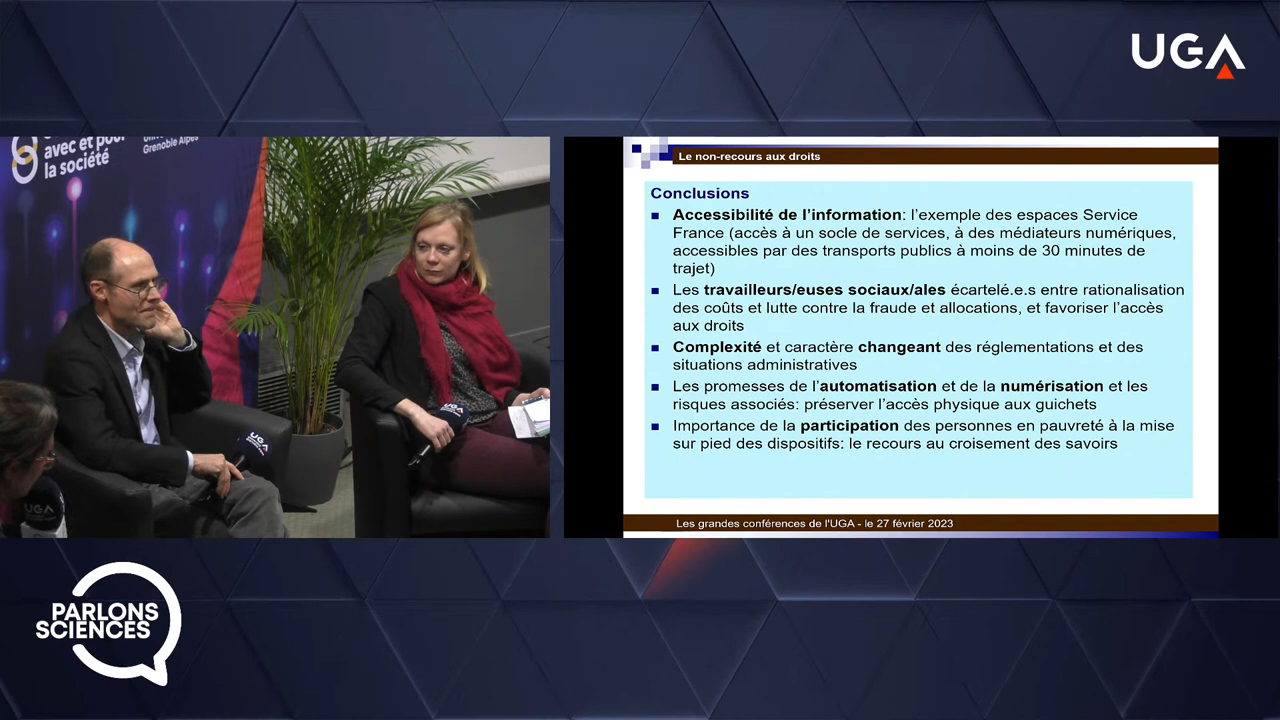 UGA
avec et pour
la société
Grenoble Alpes
UGA
UGA
UGA
Le non-recours aux droits
Conclusions
Accessibilité de l'information: l'exemple des espaces Service
France (accès à un socle de services, à des médiateurs numériques,
accessibles par des transports publics à moins de 30 minutes de
trajet)
Les travailleurs/euses sociaux/ales écartelé.e.s entre rationalisation
des coûts et lutte contre la fraude et allocations, et favoriser l'accès
aux droits
Complexité et caractère changeant des réglementations et des
situations administratives
Les promesses de l'automatisation et de la numérisation et les
risques associés: préserver l'accès physique aux guichets
Importance de la participation des personnes en pauvreté à la mise
sur pied des dispositifs: le recours au croisement des savoirs
Les grandes conférences de l'UGA - le 27 février 2023
PARLONS
SCIENCES